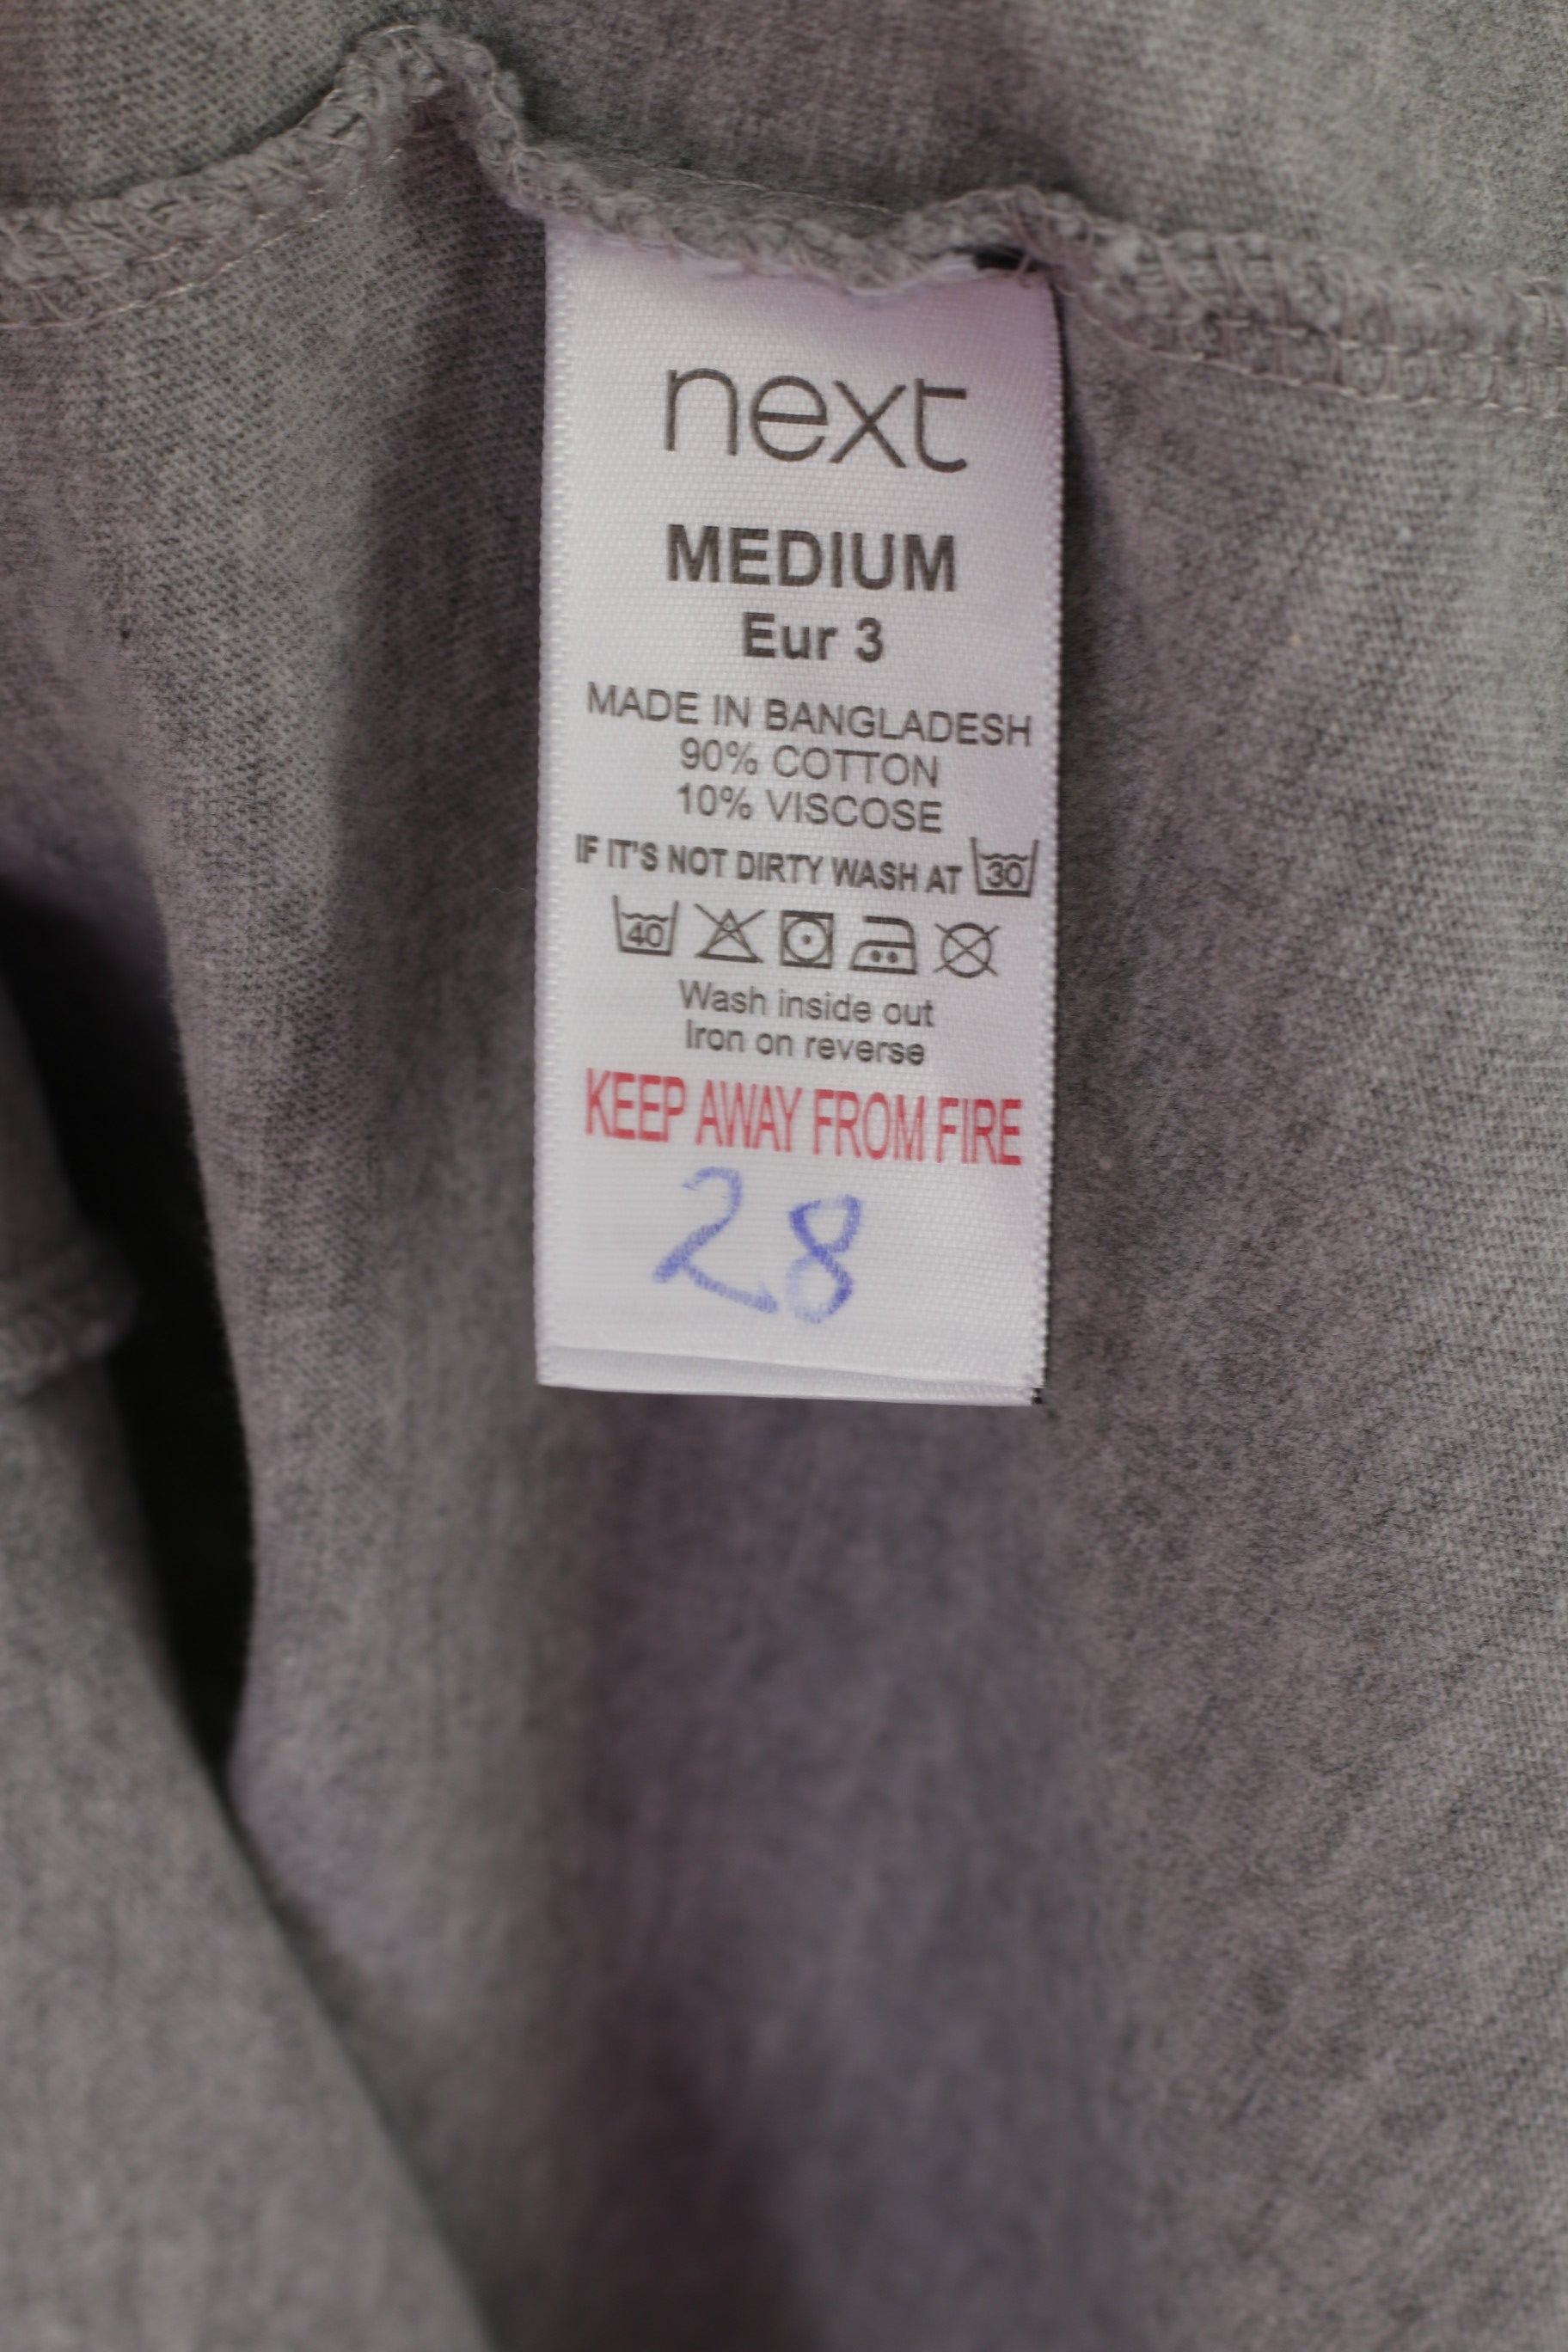 next
MEDIUM
Eur 3
MADE IN BANGLADESH
90% COTTON
10% VISCOSE
IF IT'S NOT DIRTY WASH AT 30
40
Wash inside out
Iron on reverse
KEEP AWAY FROM FIRE
28